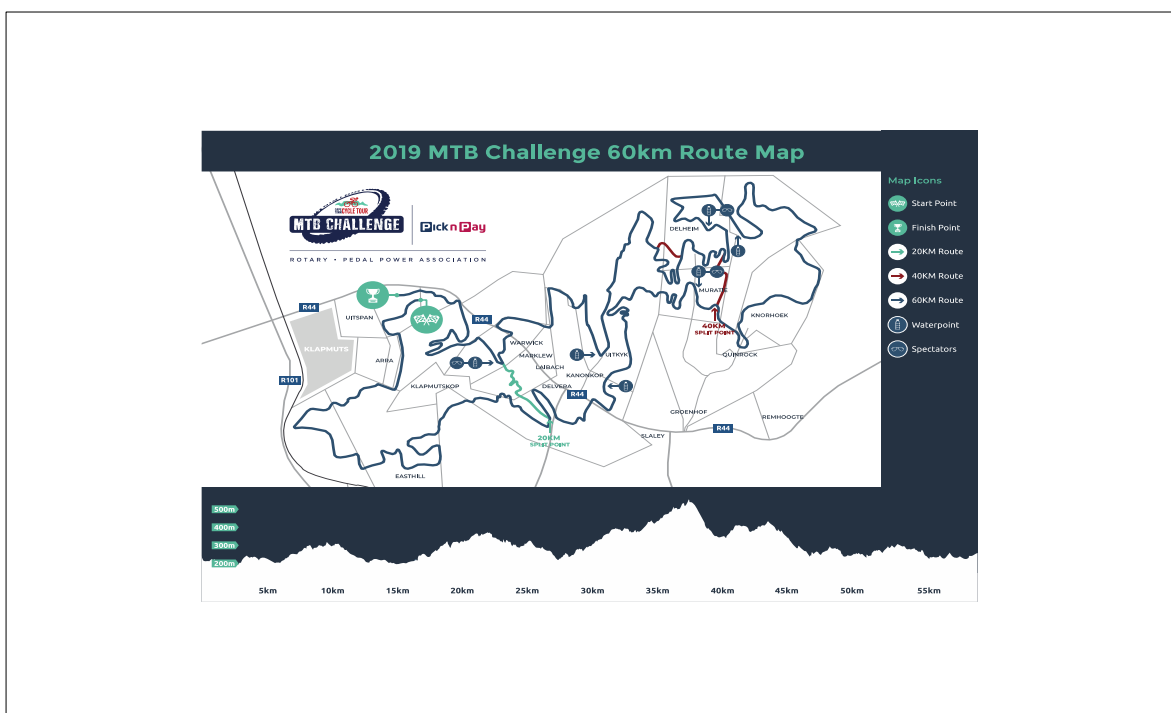 2019 MTB Challenge 60km Route Map
CYCLE TOUR
MTB CHALLENGE
Pick n Pay
ROTARY • PEDAL POWER ASSOCIATION
Map Icons
Start Point
Finish Point
20KM Route
40KM Route
60KM Route
Waterpoint
Spectators
DELHEIM
MURATIE
KNORHOEK
40KM
SPLIT POINT
QUINROCK
R44
UITSPAN
R44
KLAPMUTS
ARRA
WARWICK
MARKLEW
LAIBACH
UITKYK
KANONKOP
R101
KLAPMUTSKOP
DELVERA
R44
GROENHOF
REMHOOGTE
R44
20KM
SPLIT POINT
SLALEY
EASTHILL
500m
400m
300m
200m
5km 10km 15km 20km 25km 30km 35km 40km 45km 50km 55km